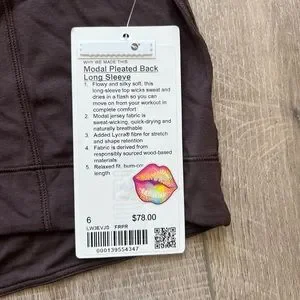 WHY WE MADE THIS
Modal Pleated Back
Long Sleeve
1. Flowy and silky soft, this
long-sleeve top wicks sweat and
dries in a flash so you can
move on from your workout in
complete comfort
2. Modal jersey fabric is
sweat-wicking, quick-drying and
naturally breathable
3. Added Lycra® fibre for stretch
and shape retention
4. Fabric is derived from
responsibly sourced wood-based
materials
5. Relaxed fit, bum-cov
length
6 $78.00
LW3EVJS FRPR
000139554347